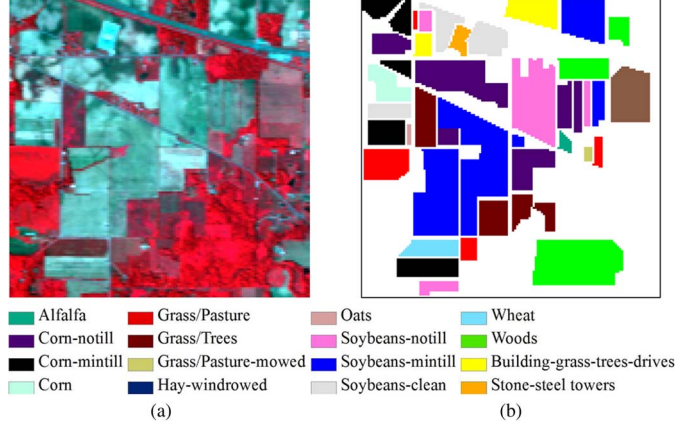 Alfalfa Grass/Pasture Oats Wheat
Corn-notill Grass/Trees Soybeans-notill Woods
Corn-mintill Grass/Pasture-mowed Soybeans-mintill Building-grass-trees-drives
Corn Hay-windrowed Soybeans-clean Stone-steel towers
(a) (b)